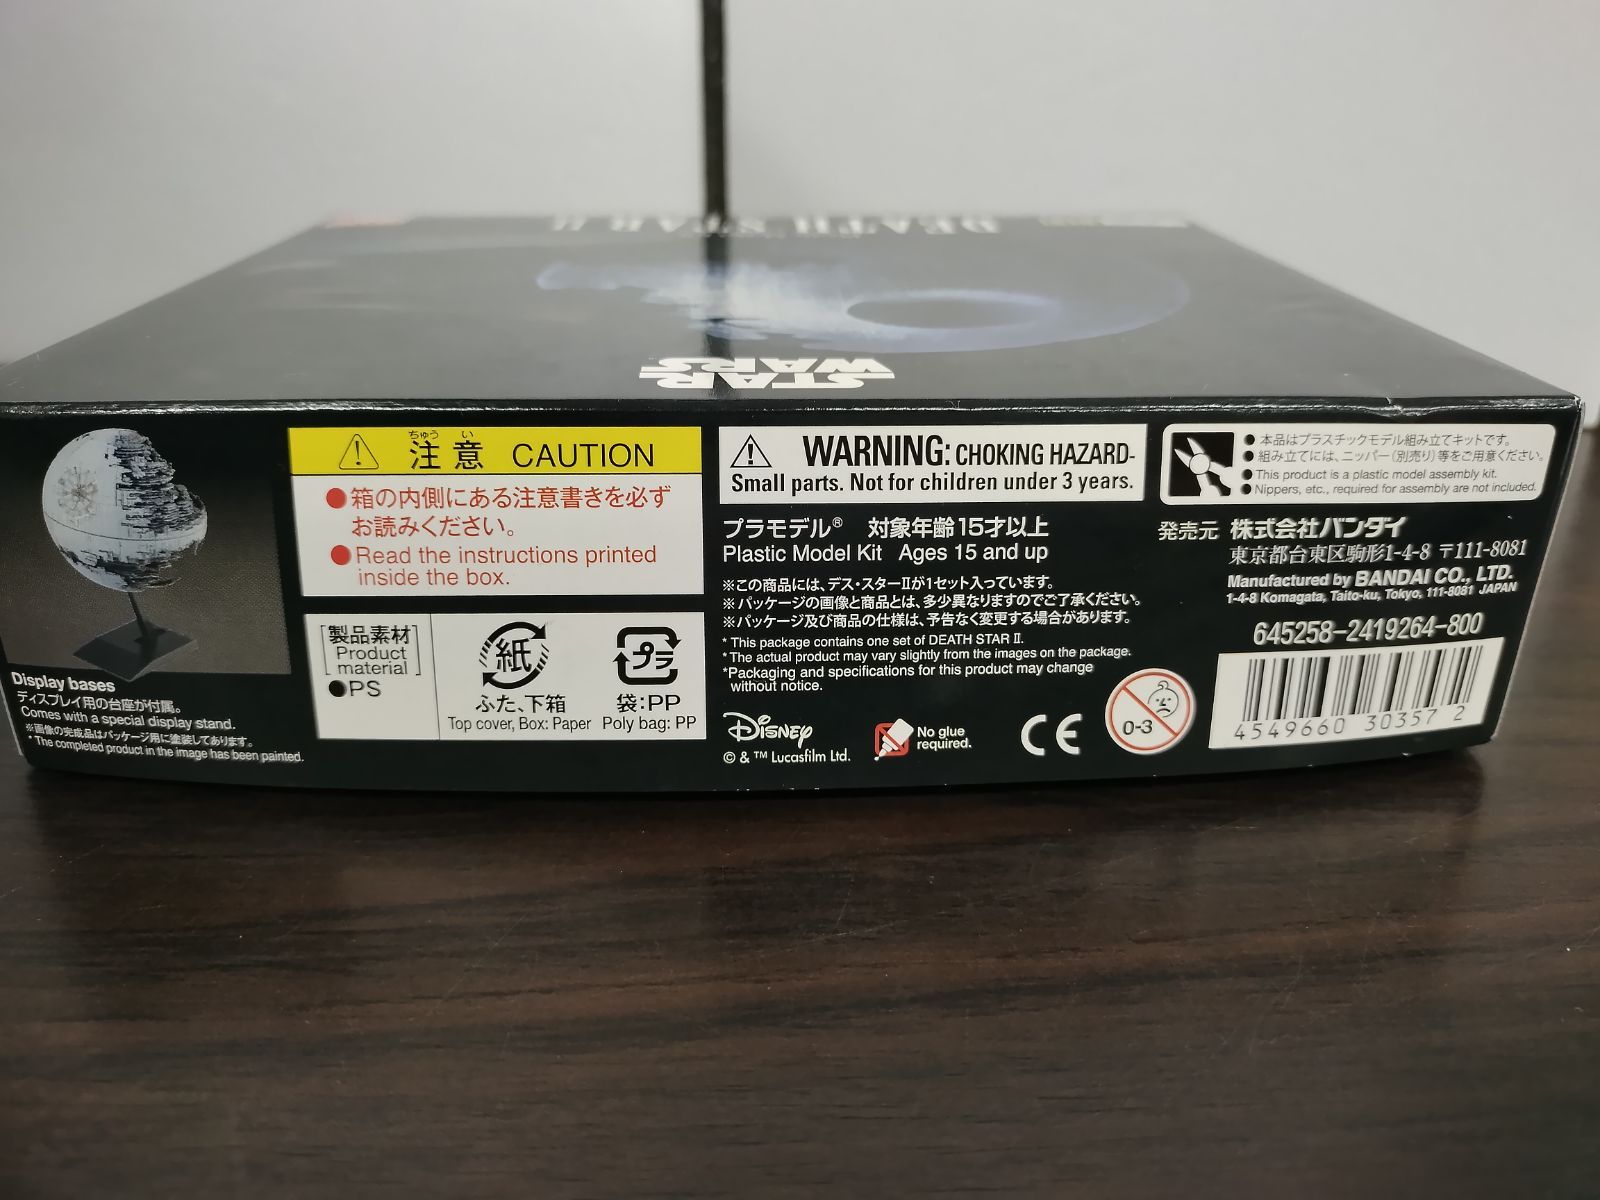 DEATH STAR II
STAR
WARS
Display bases
ディスプレイ用の台座が付属。
Comes with a special display stand.
※画像の完成品はパッケージ用に塗装してあります。
* The completed product in the image has been painted.
ちゅう い
注意 CAUTION
●箱の内側にある注意書きを必ず
お読みください。
●Read the instructions printed
inside the box.
製品素材
Product
material
●PS
紙
ふた、下箱
Top cover, Box: Paper
プラ
袋:PP
Poly bag: PP
WARNING: CHOKING HAZARD-
Small parts. Not for children under 3 years.
プラモデル® 対象年齢15才以上
Plastic Model Kit Ages 15 and up
※この商品には、デス・スターIIが1セット入っています。
※パッケージの画像と商品とは、多少異なりますのでご了承ください。
※パッケージ及び商品の仕様は、予告なく変更する場合があります。
* This package contains one set of DEATH STAR II.
* The actual product may vary slightly from the images on the package.
*Packaging and specifications for this product may change
without notice.
Disney
© & ™ Lucasfilm Ltd.
No glue
required.
CE
0-3
● 本品はプラスチックモデル組み立てキットです。
● 組み立てには、ニッパー(別売り)等をご用意ください。
● This product is a plastic model assembly kit.
● Nippers, etc., required for assembly are not included.
発売元 株式会社バンダイ
東京都台東区駒形1-4-8 〒111-8081
Manufactured by BANDAI CO., LTD.
1-4-8 Komagata, Taito-ku, Tokyo, 111-8081 JAPAN
645258-2419264-800
4549660 30357 2